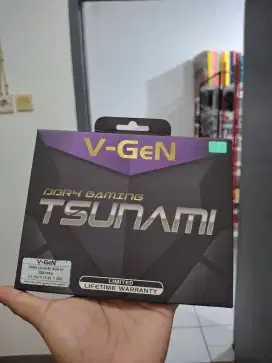 V-GeN
DDR4 GAMING
TSUNAMI
V-GeN
LIMITED
LIFETIME WARRANTY